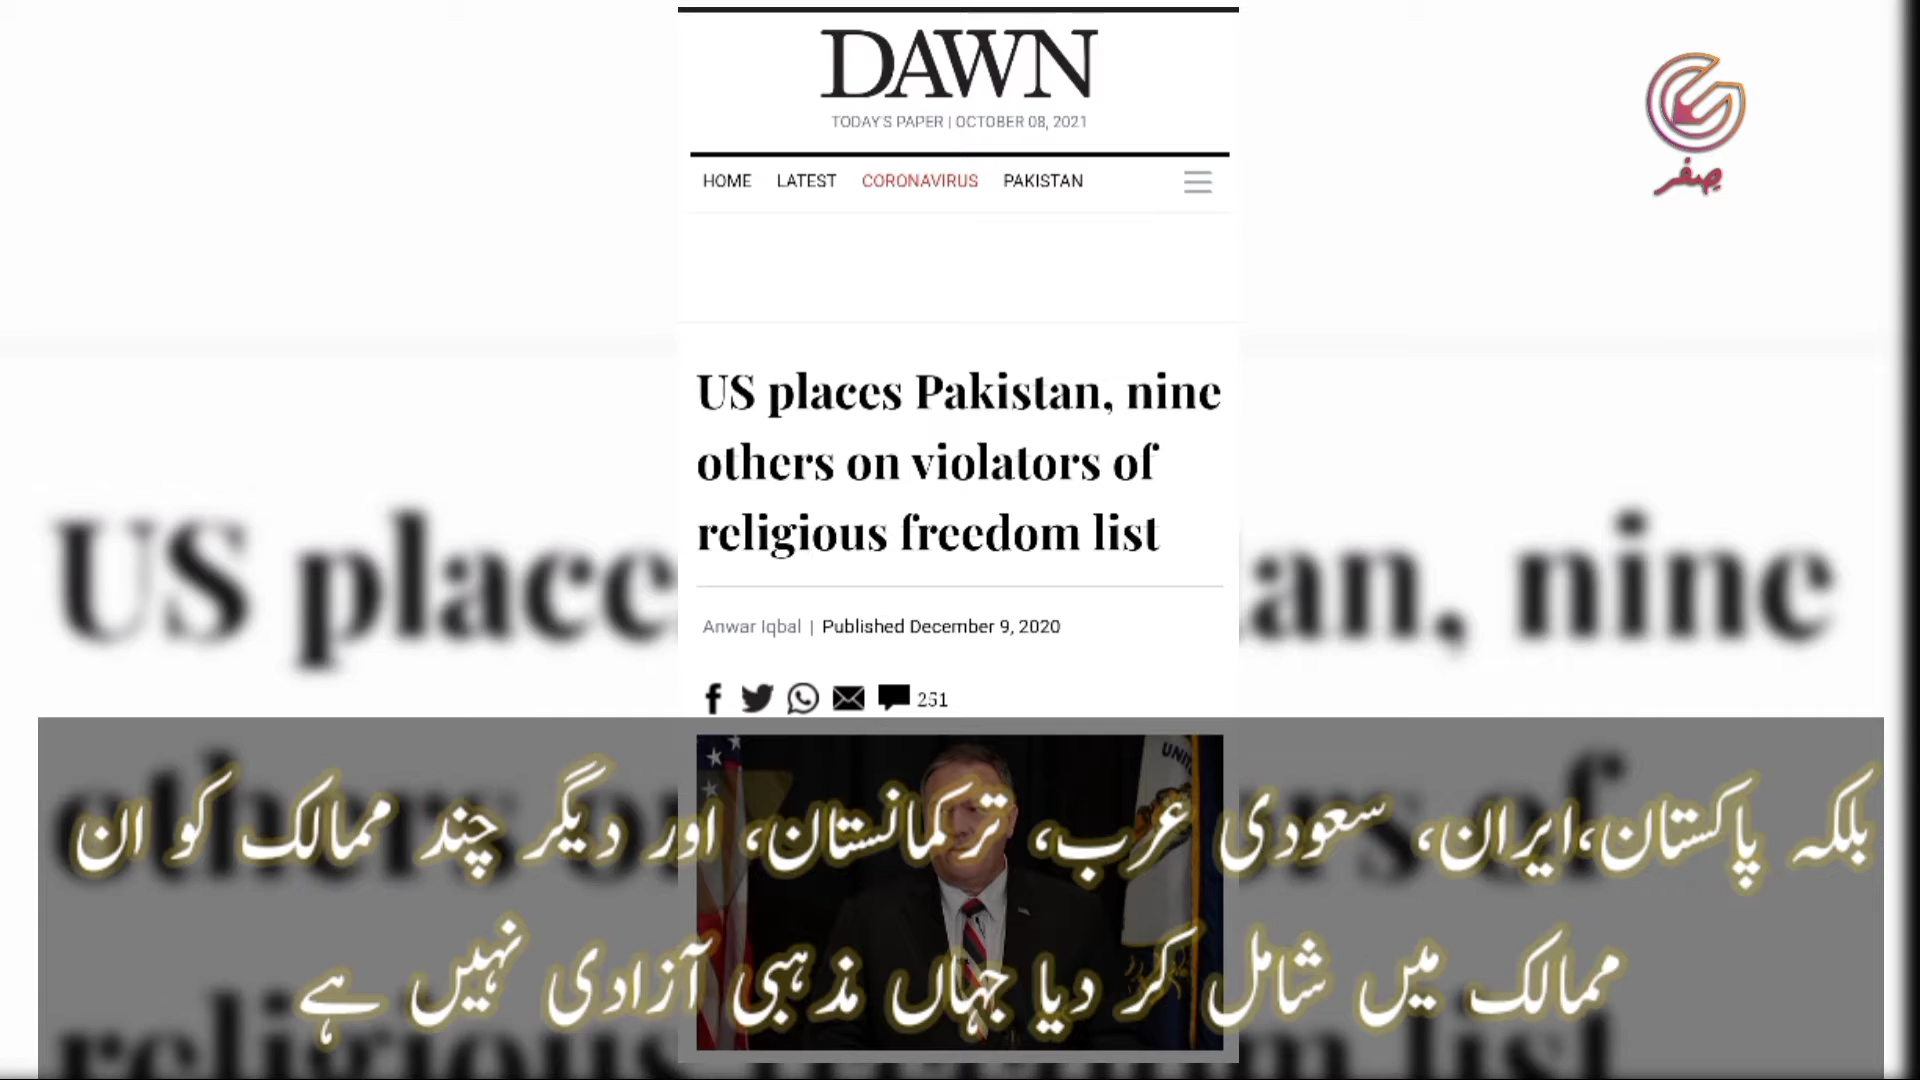 DAWN
TODAY'S PAPER | OCTOBER 08, 2021
صفر
HOME LATEST CORONAVIRUS PAKISTAN
US places Pakistan, nine
others on violators of
religious freedom list
Anwar Iqbal | Published December 9, 2020
251
UNITE
بلکہ پاکستان،ایران، سعودی عرب، ترکمانستان، اور دیگر چند ممالک کو ان
ممالک میں شامل کر دیا جہاں مذہبی آزادی نہیں ہے